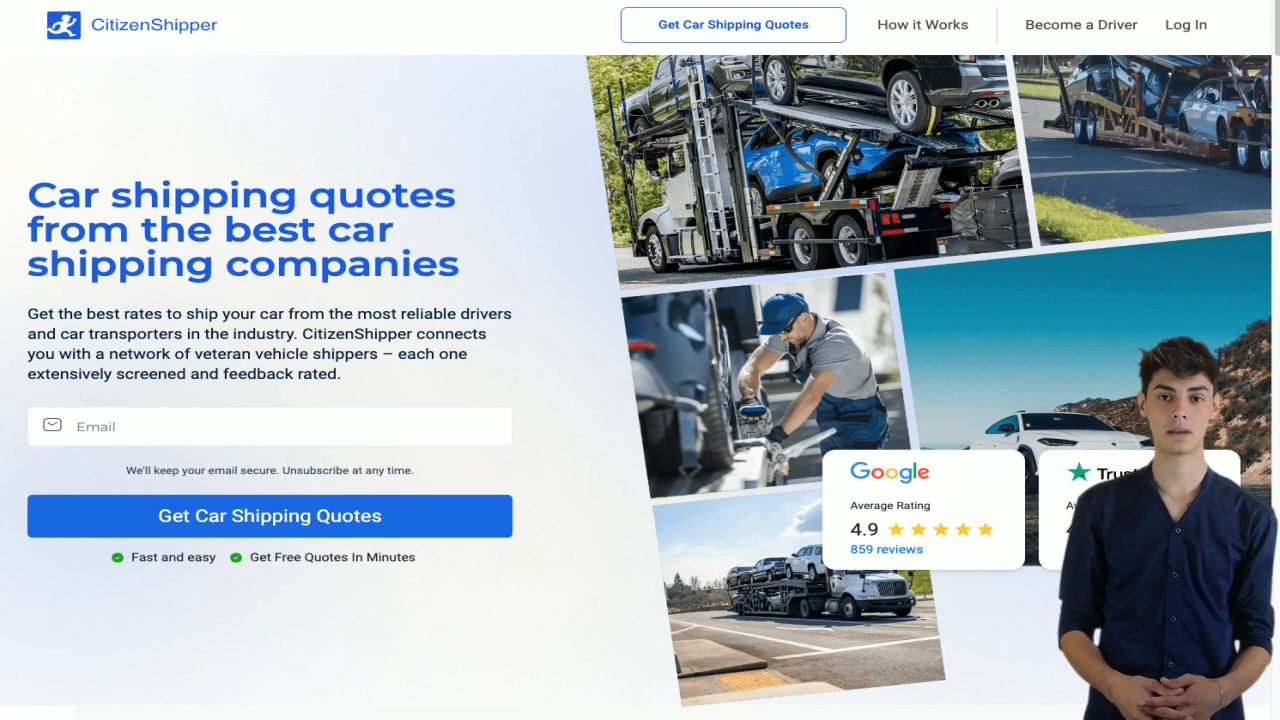 CitizenShipper
Get Car Shipping Quotes
How it Works
Become a Driver
Log In
Car shipping quotes
from the best car
shipping companies
Get the best rates to ship your car from the most reliable drivers
and car transporters in the industry. CitizenShipper connects
you with a network of veteran vehicle shippers – each one
extensively screened and feedback rated.
Email
We'll keep your email secure. Unsubscribe at any time.
Get Car Shipping Quotes
Fast and easy
Get Free Quotes In Minutes
Google
Average Rating
4.9
859 reviews